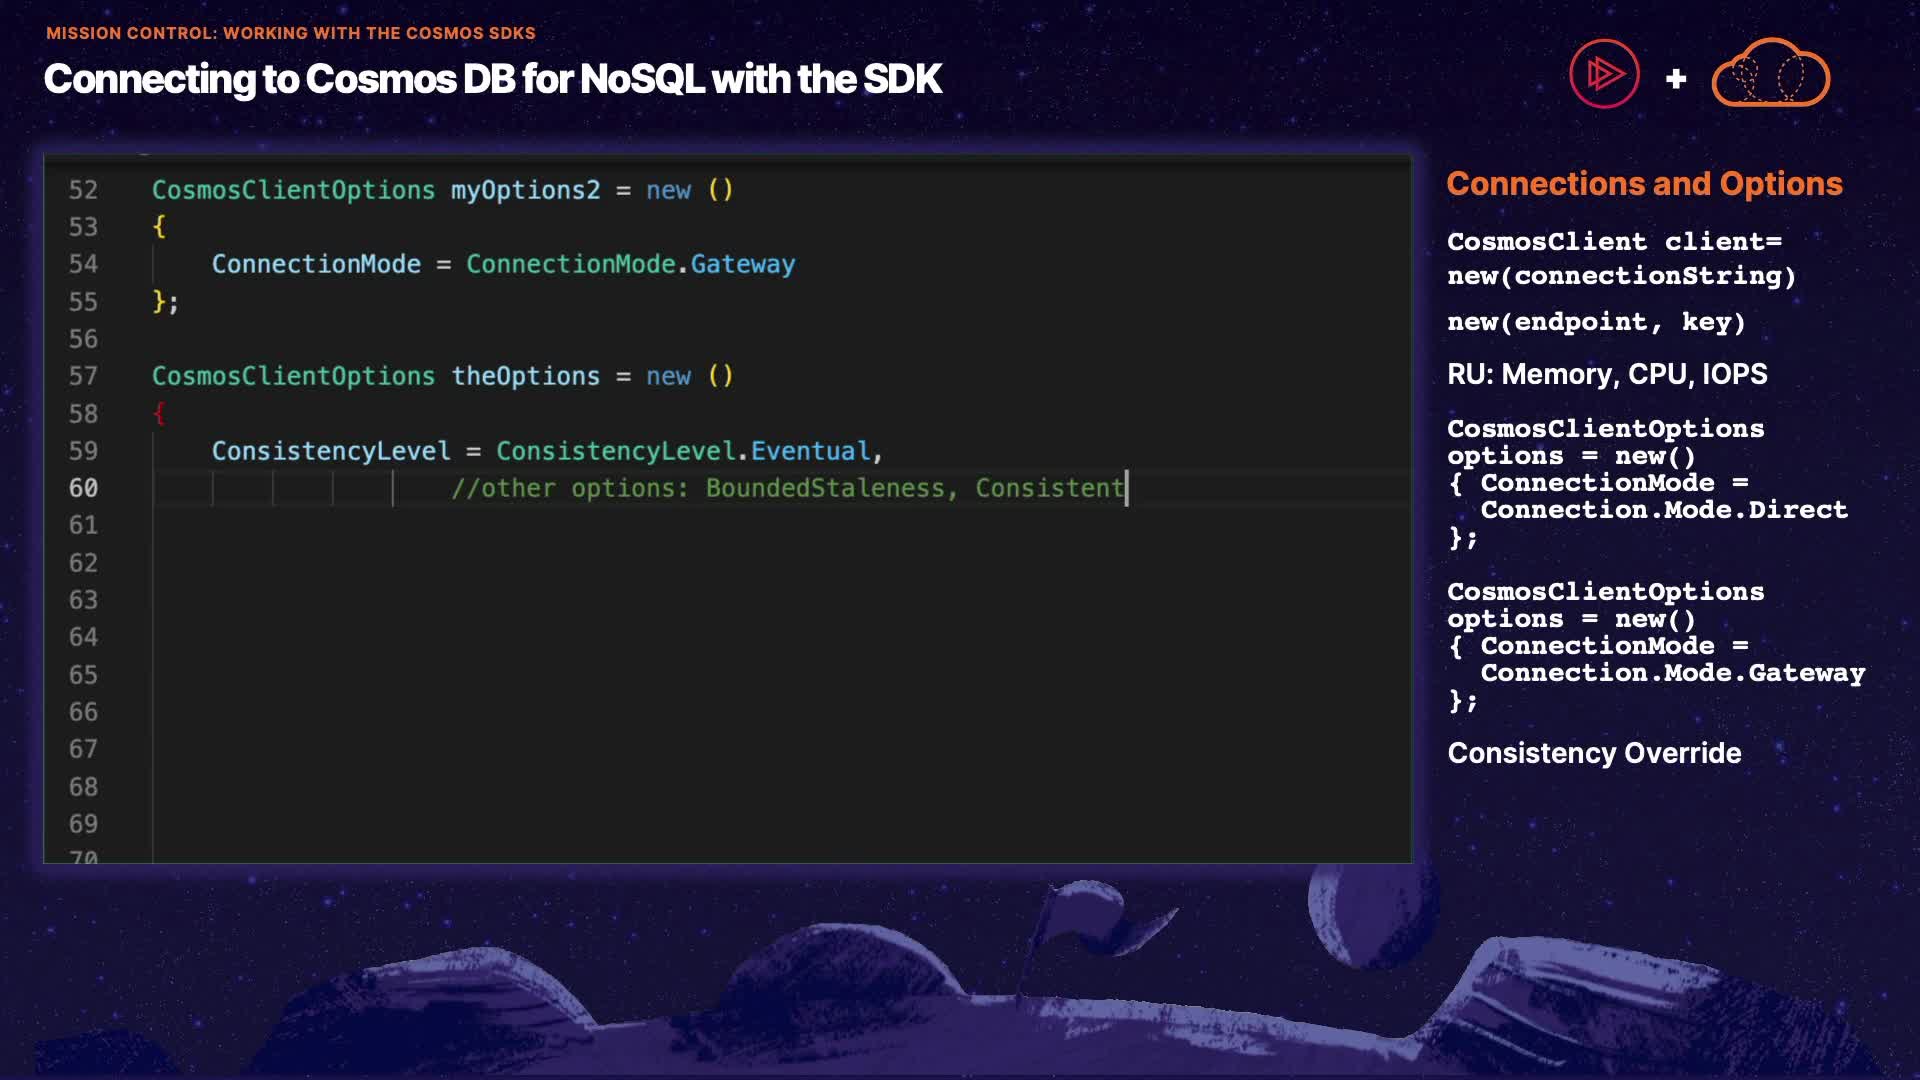 MISSION CONTROL: WORKING WITH THE COSMOS SDKS
Connecting to Cosmos DB for NoSQL with the SDK
52 CosmosClientOptions myOptions2 = new ()
53 {
54 ConnectionMode = ConnectionMode.Gateway
55 };
56
57 CosmosClientOptions theOptions = new ()
58 {
59 ConsistencyLevel = ConsistencyLevel.Eventual,
60 //other options: BoundedStaleness, Consistent
61
62
63
64
65
66
67
68
69
70
Connections and Options
CosmosClient client=
new(connectionString)
new(endpoint, key)
RU: Memory, CPU, IOPS
CosmosClientOptions
options = new()
{ ConnectionMode =
Connection.Mode.Direct
};
CosmosClientOptions
options = new()
{ ConnectionMode =
Connection.Mode.Gateway
};
Consistency Override